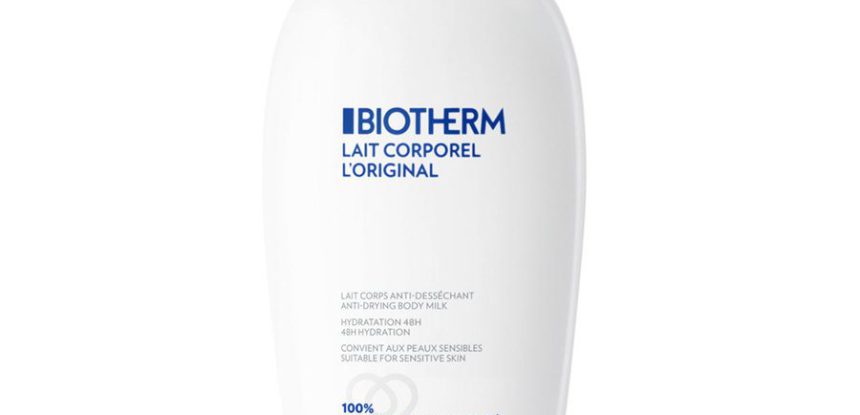 BIOTHERM
LAIT CORPOREL
L'ORIGINAL
LAIT CORPS ANTI-DESSÉCHANT
ANTI-DRYING BODY MILK
HYDRATATION 48H
48H HYDRATION
CONVIENT AUX PEAUX SENSIBLES
SUITABLE FOR SENSITIVE SKIN
100%